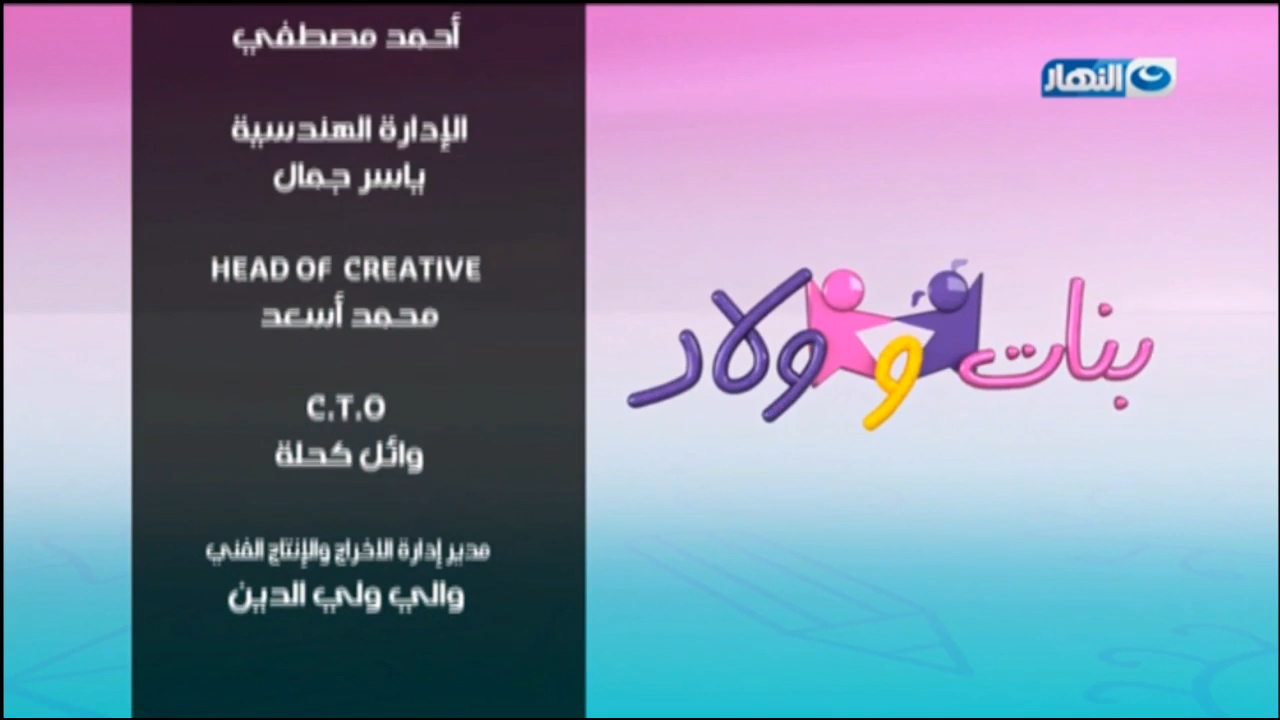 أحمد مصطفي
الإدارة الهندسية
ياسر جمال
HEAD OF CREATIVE
محمد أسعد
C.T.O
وائل كحلة
مدير إدارة الاخراج والإنتاج الفني
والي ولي الدين
النهار
بنات و ولاد